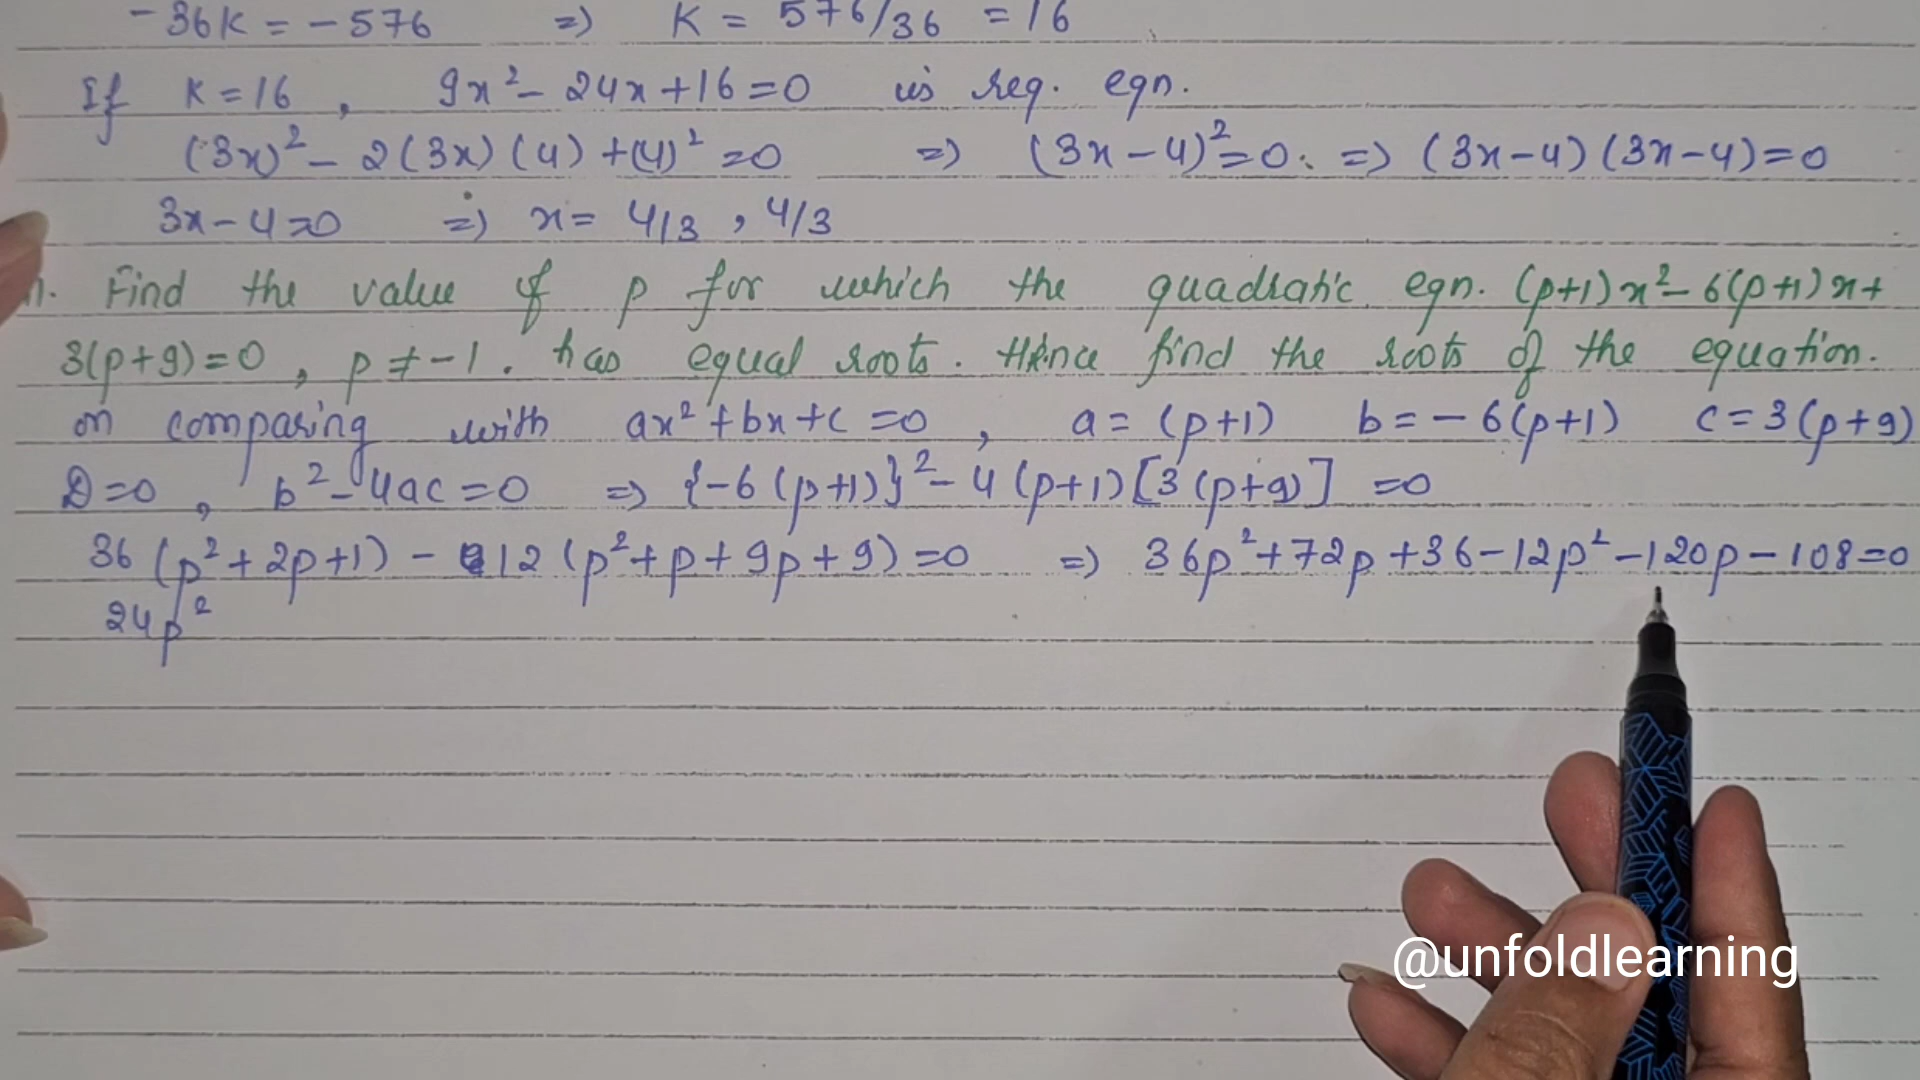 -36K = -576 => K = 576/36 = 16
If K=16, 9x²- 24x+16=0 is req. eqn.
(3x)² - 2(3x)(4) +(4)² =0 => (3x-4)²=0. => (3x-4)(3x-4)=0
3x-4=0 => x= 4/3, 4/3
Find the value of p for which the quadratic eqn. (p+1)x²-6(p+1)x+
3(p+9)=0, p≠-1. has equal roots. Hence find the roots of the equation.
on comparing with ax²+bx+c=0, a=(p+1) b=-6(p+1) c=3(p+9)
D=0, b²-4ac=0 => {-6(p+1)}²-4(p+1)[3(p+9)] =0
36(p²+2p+1) - 12(p²+p+9p+9)=0 => 36p²+72p+36-12p²-120p-108=0
24p²
@unfoldlearning